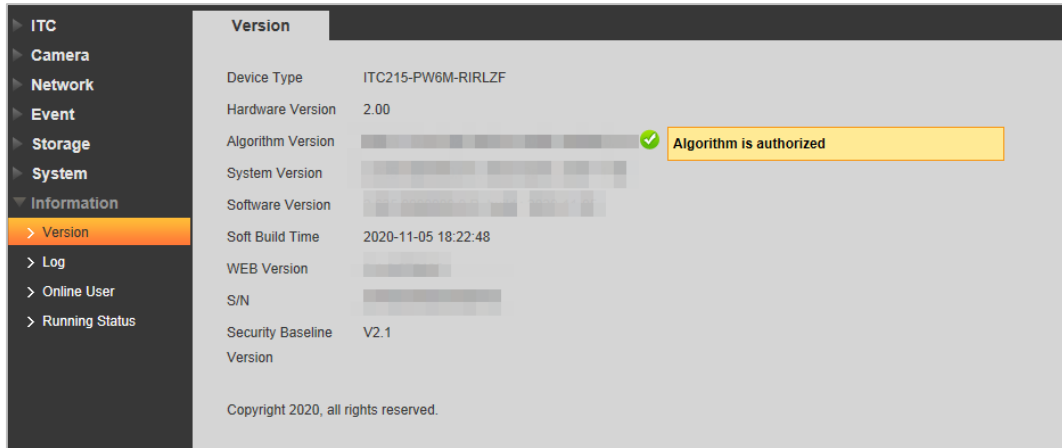 ITC
Camera
Network
Event
Storage
System
Information
Version
Log
Online User
Running Status
Version
Device Type ITC215-PW6M-RIRLZF
Hardware Version 2.00
Algorithm Version Algorithm is authorized
System Version
Software Version
Soft Build Time 2020-11-05 18:22:48
WEB Version
S/N
Security Baseline V2.1
Version
Copyright 2020, all rights reserved.